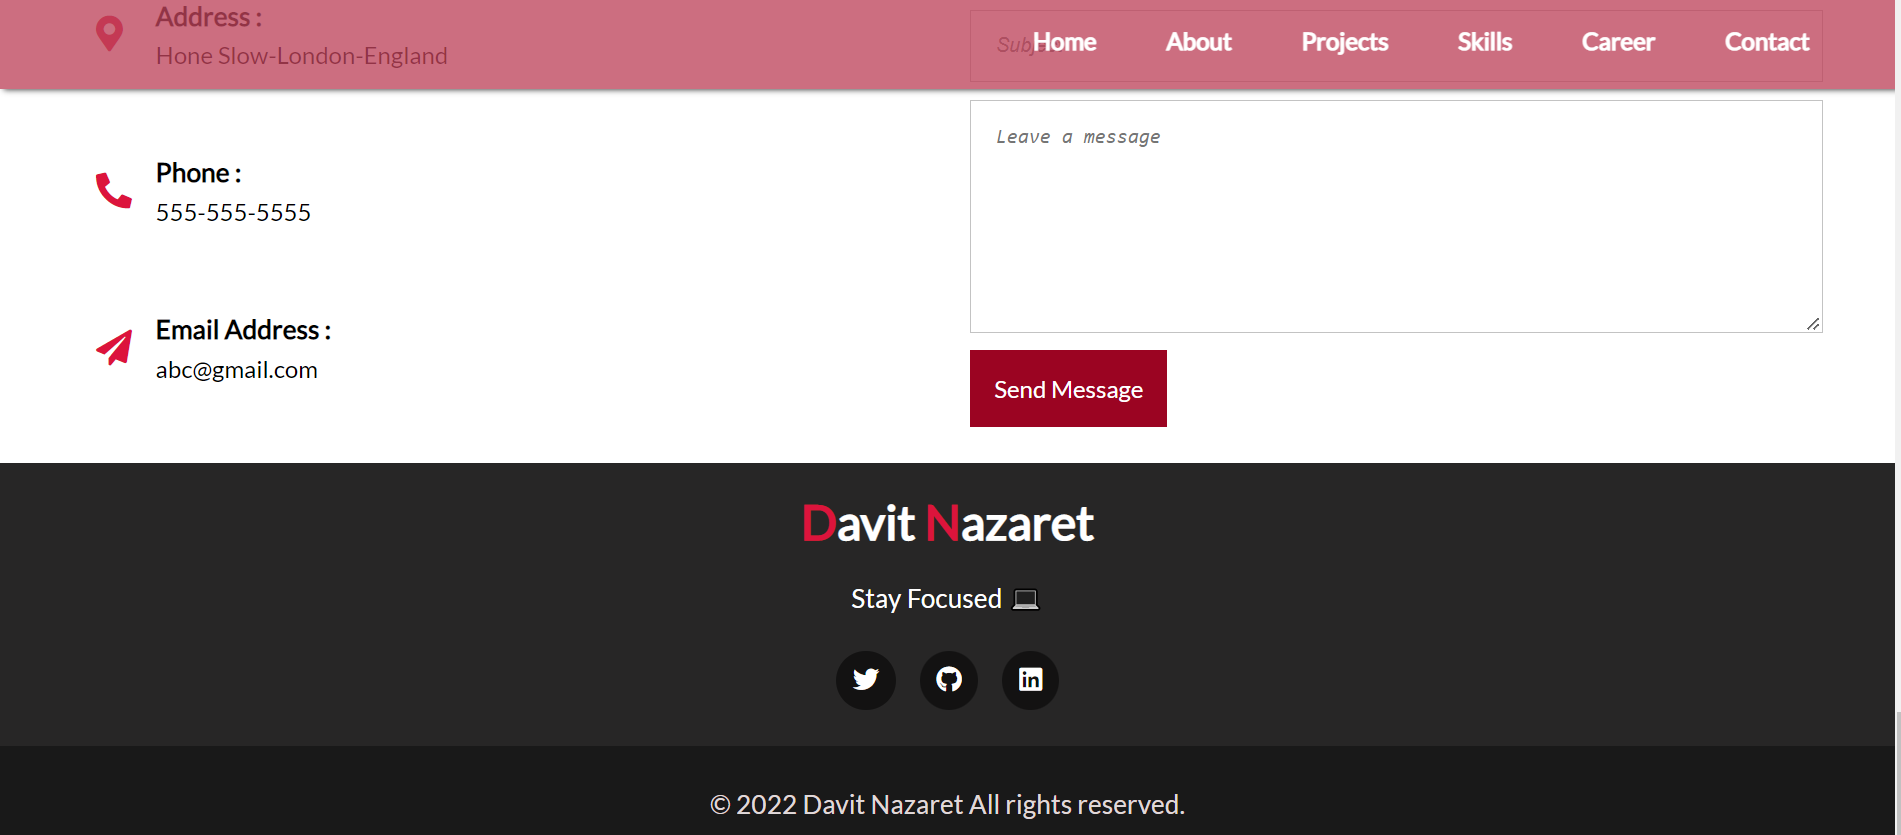 Home About Projects Skills Career Contact
Address :
Hone Slow-London-England
Phone :
555-555-5555
Email Address :
abc@gmail.com
Leave a message
Send Message
Davit Nazaret
Stay Focused
© 2022 Davit Nazaret All rights reserved.